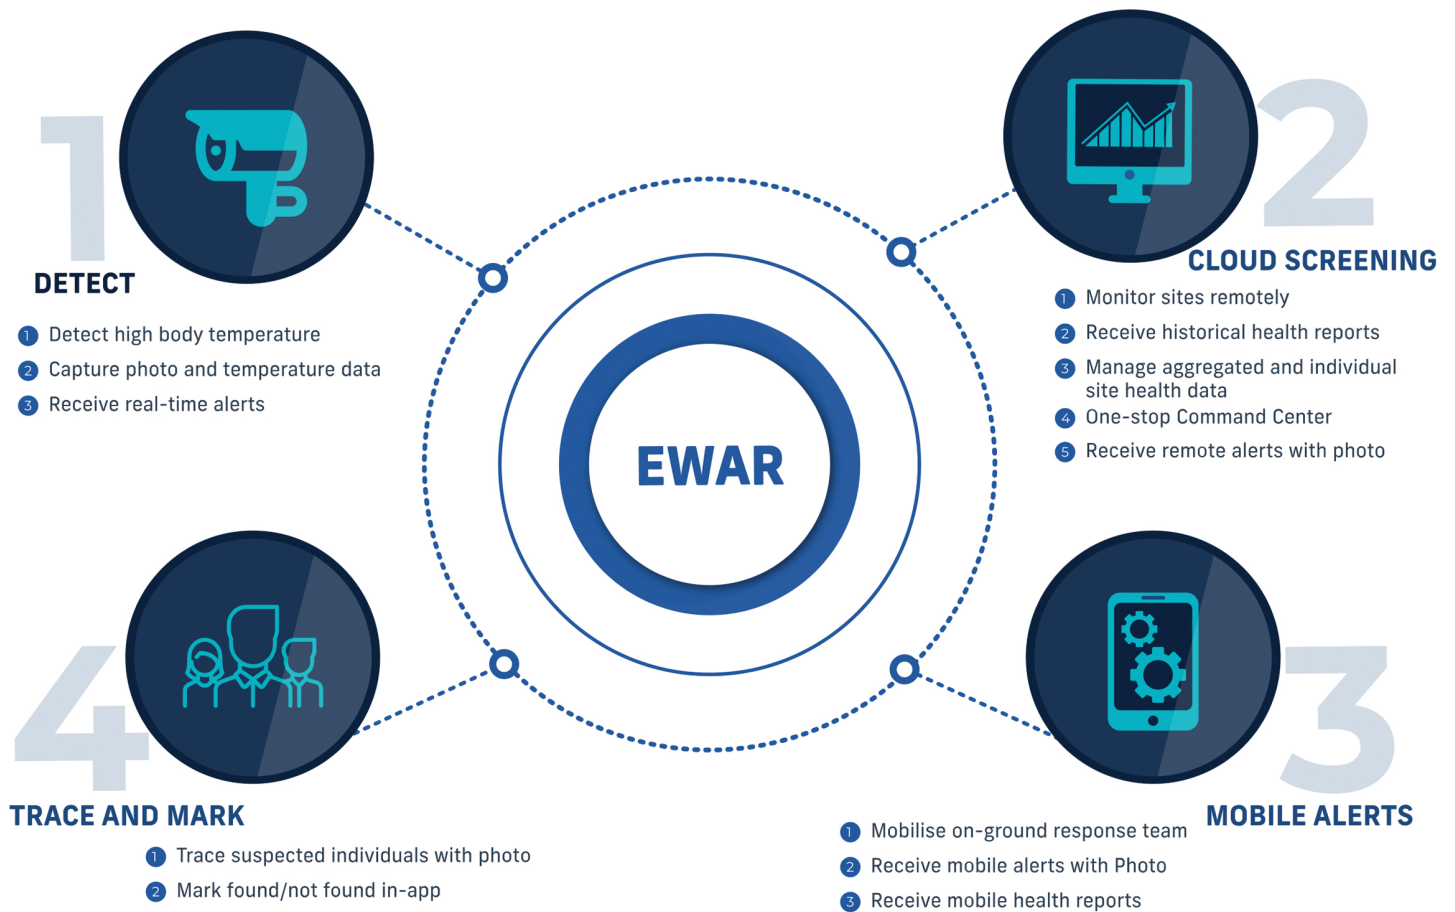 1
DETECT
1 Detect high body temperature
2 Capture photo and temperature data
3 Receive real-time alerts
2
CLOUD SCREENING
1 Monitor sites remotely
2 Receive historical health reports
3 Manage aggregated and individual
site health data
4 One-stop Command Center
5 Receive remote alerts with photo
EWAR
3
MOBILE ALERTS
1 Mobilise on-ground response team
2 Receive mobile alerts with Photo
3 Receive mobile health reports
4
TRACE AND MARK
1 Trace suspected individuals with photo
2 Mark found/not found in-app